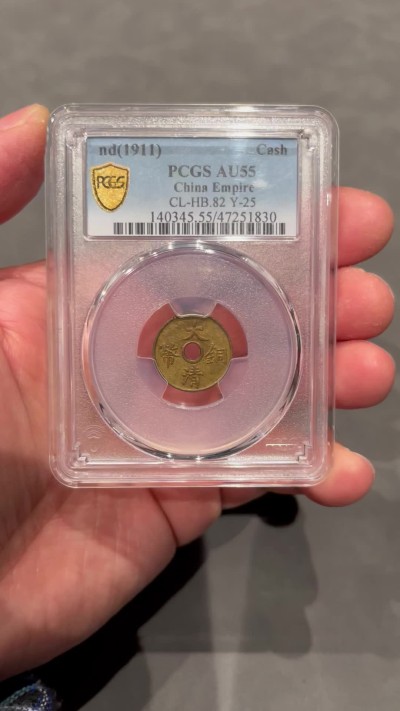 nd(1911) Cash
PCGS AU55
China Empire
CL-HB.82 Y-25
140345.55/47251830
PCGS
大
幣 銅
清